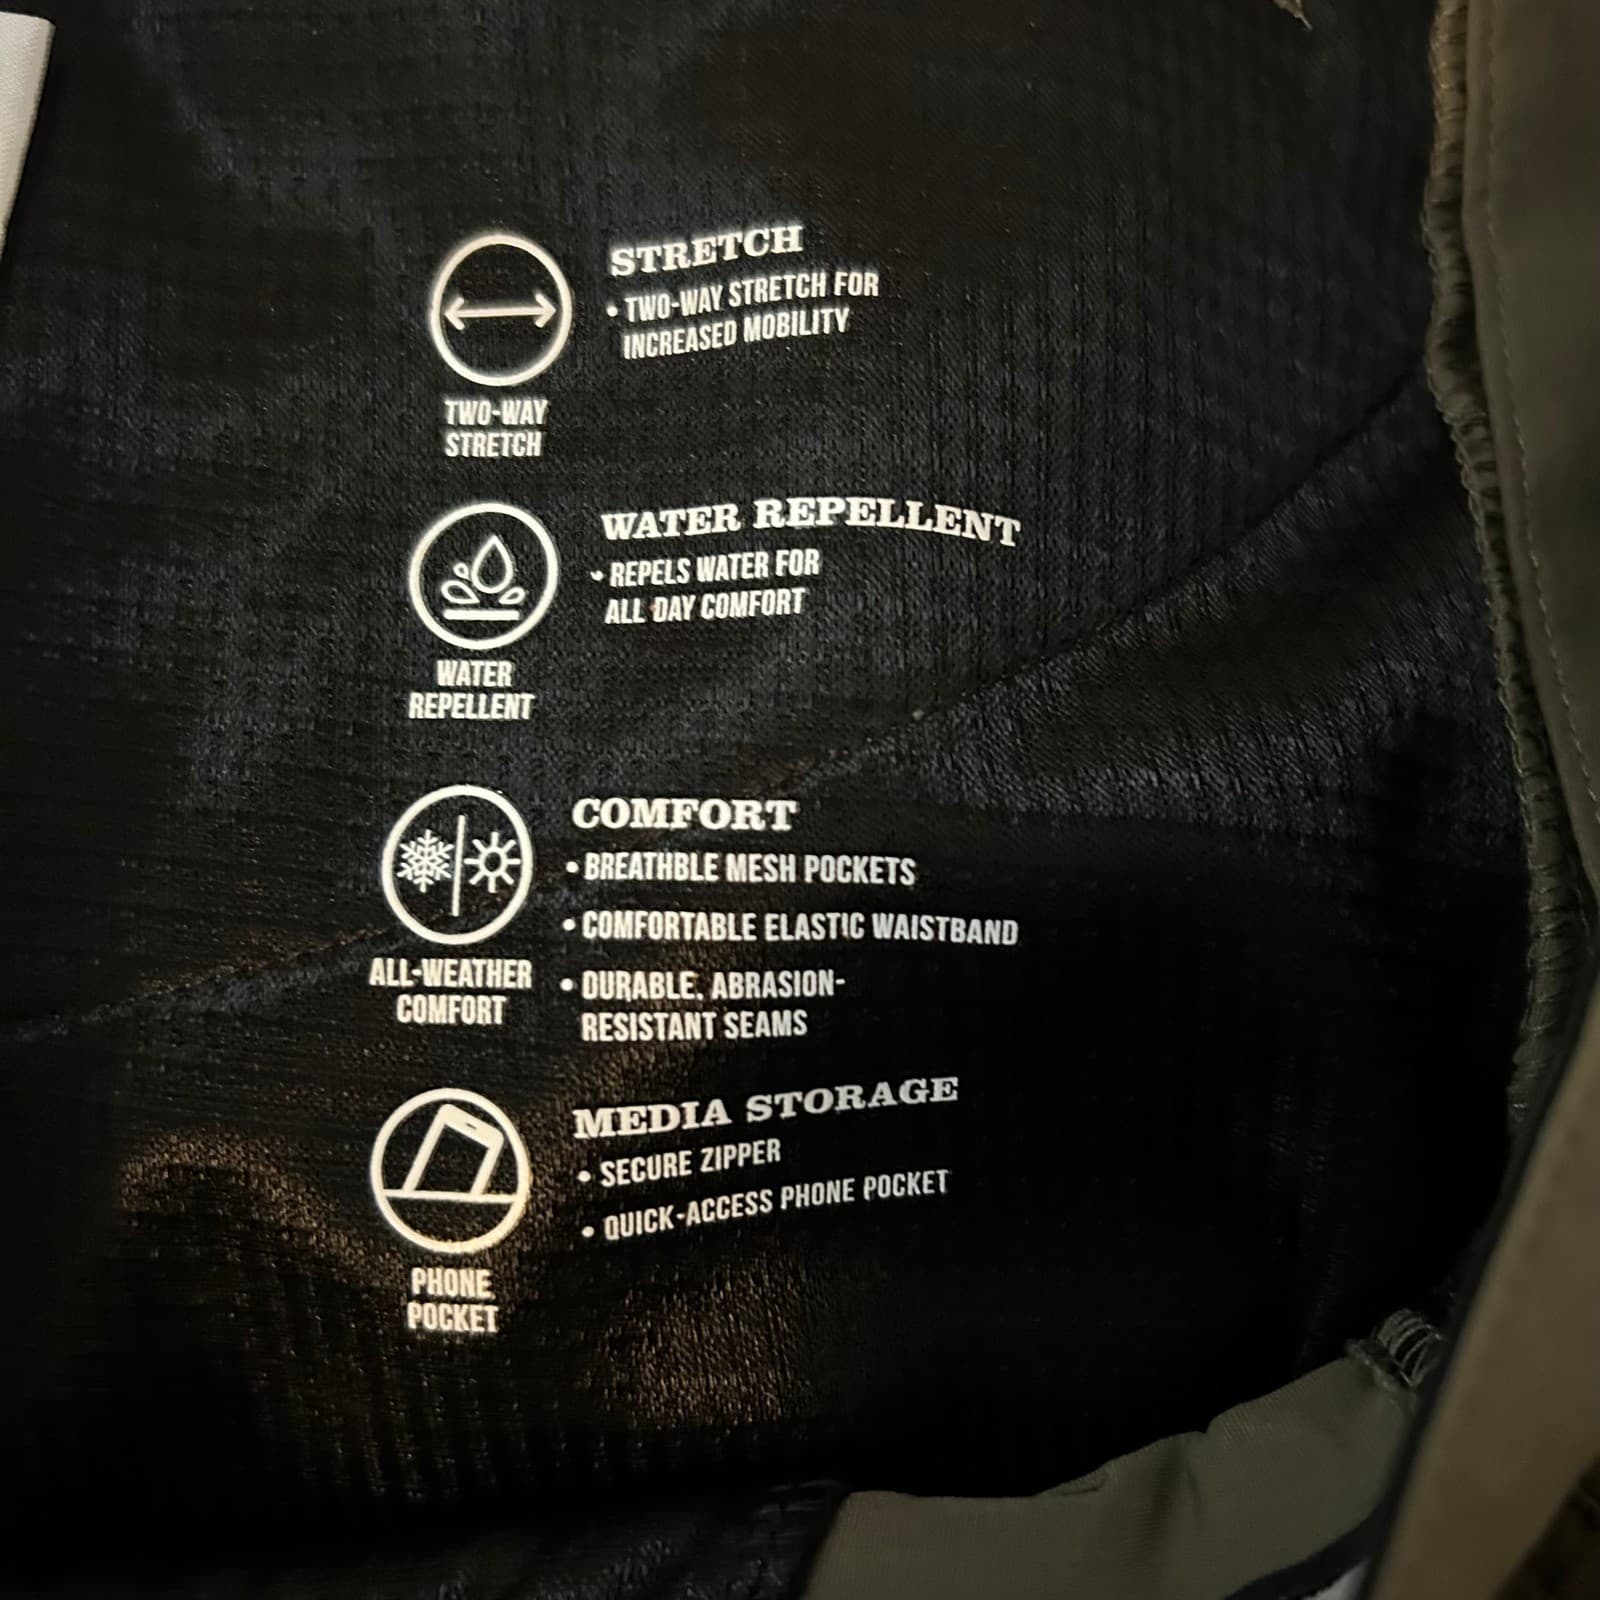 STRETCH
• TWO-WAY STRETCH FOR
INCREASED MOBILITY
TWO-WAY
STRETCH
WATER REPELLENT
• REPELS WATER FOR
ALL DAY COMFORT
WATER
REPELLENT
COMFORT
• BREATHBLE MESH POCKETS
• COMFORTABLE ELASTIC WAISTBAND
• DURABLE, ABRASION-
RESISTANT SEAMS
ALL-WEATHER
COMFORT
MEDIA STORAGE
• SECURE ZIPPER
• QUICK-ACCESS PHONE POCKET
PHONE
POCKET